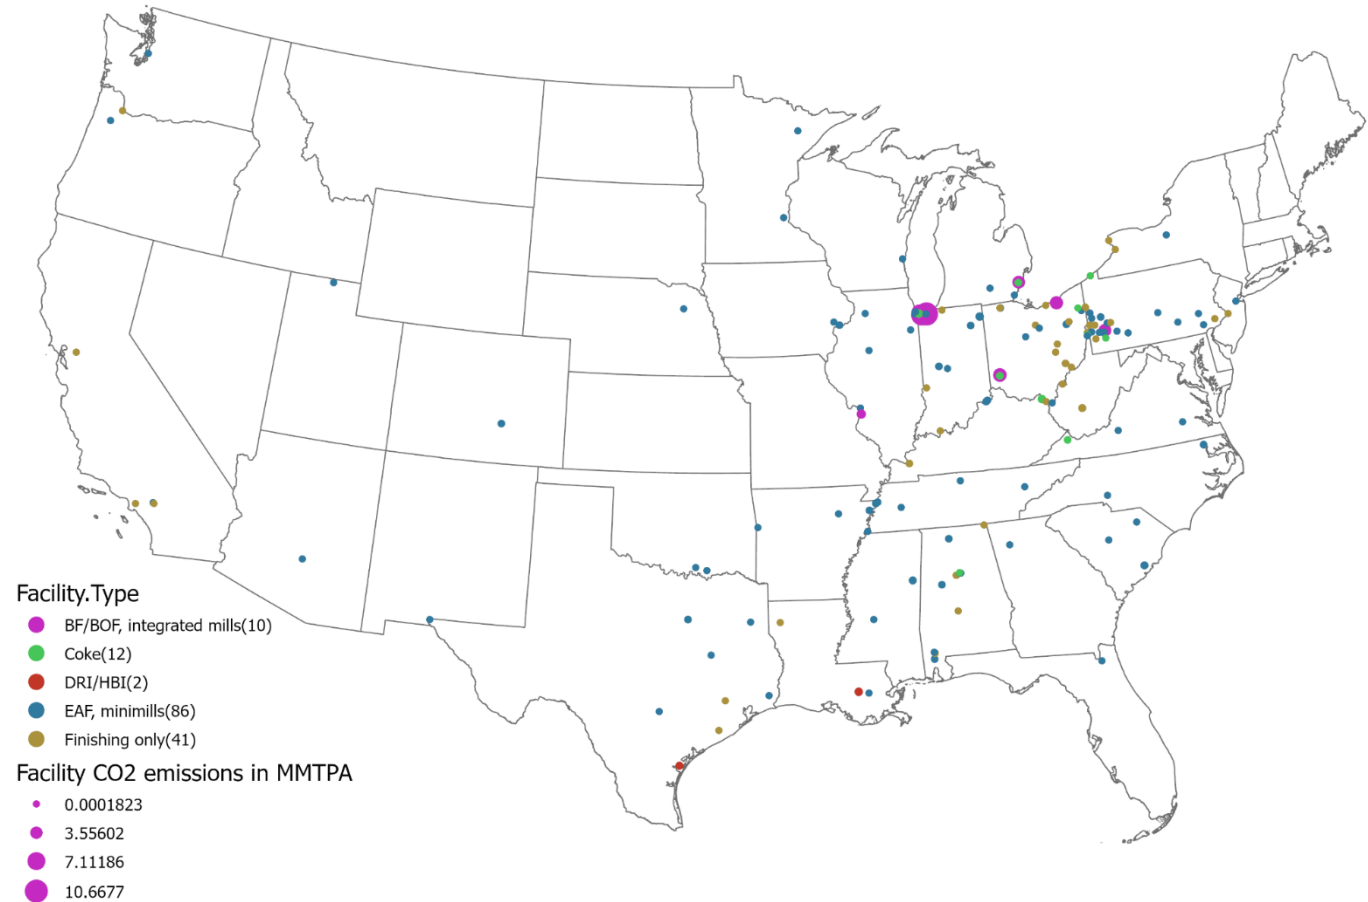 Facility.Type
BF/BOF, integrated mills(10)
Coke(12)
DRI/HBI(2)
EAF, minimills(86)
Finishing only(41)
Facility CO2 emissions in MMTPA
0.0001823
3.55602
7.11186
10.6677